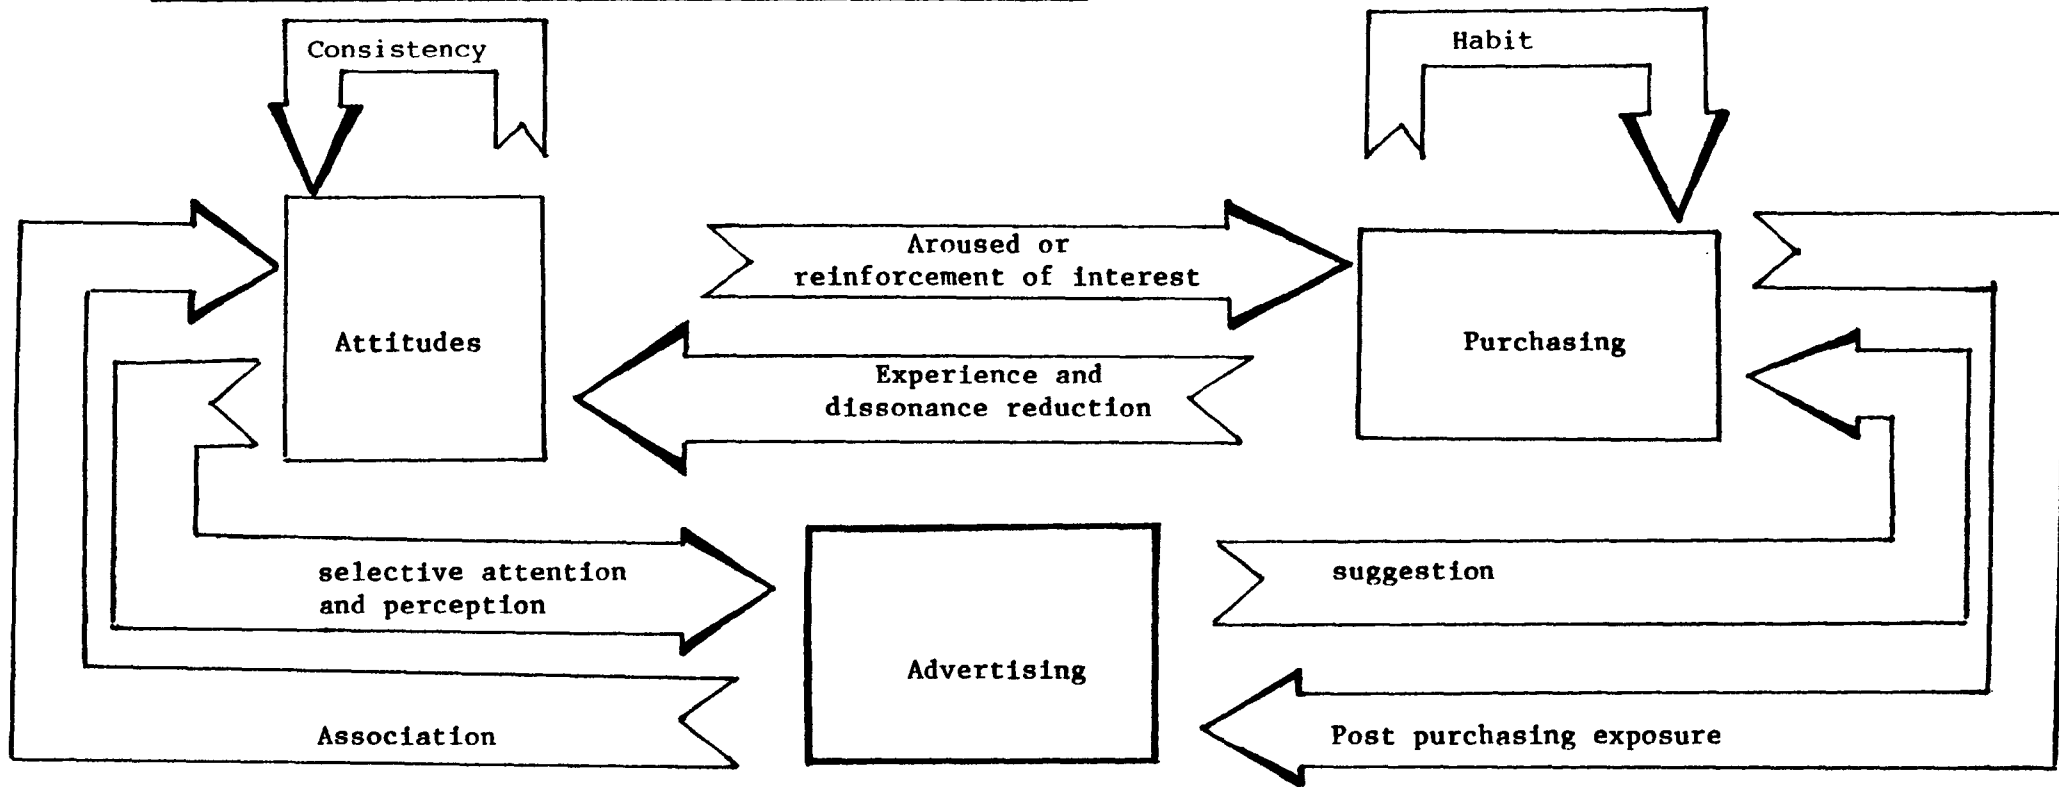 Consistency
Habit
Aroused or
reinforcement of interest
Attitudes
Purchasing
Experience and
dissonance reduction
selective attention
and perception
suggestion
Advertising
Association
Post purchasing exposure